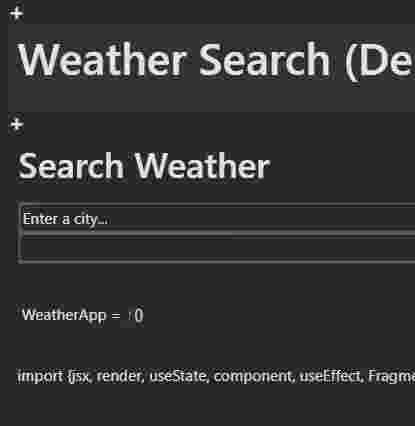 +
Weather Search (De
+
Search Weather
Enter a city...
WeatherApp = ↑()
import {jsx, render, useState, component, useEffect, Fragme